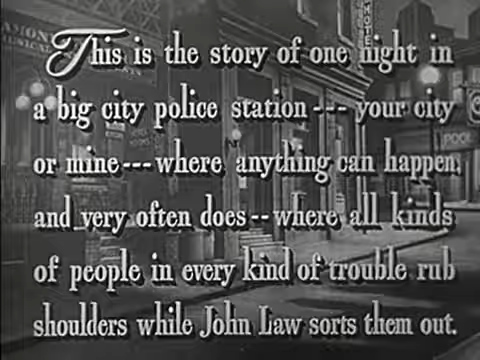 This is the story of one night in
a big city police station---your city
or mine---where anything can happen,
and very often does--where all kinds
of people in every kind of trouble rub
shoulders while John Law sorts them out.
HOTEL
POOL